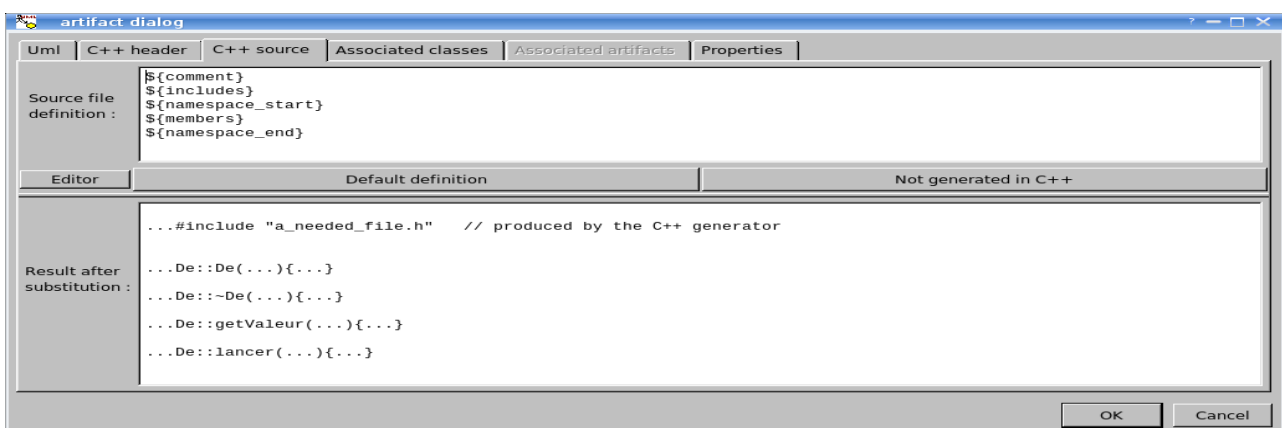 artifact dialog
Uml C++ header C++ source Associated classes Associated artifacts Properties
Source file
definition :
${comment}
${includes}
${namespace_start}
${members}
${namespace_end}
Editor Default definition Not generated in C++
Result after
substitution :
...#include "a_needed_file.h"   // produced by the C++ generator
...De::De(...){...}
...De::~De(...){...}
...De::getValeur(...){...}
...De::lancer(...){...}
OK Cancel